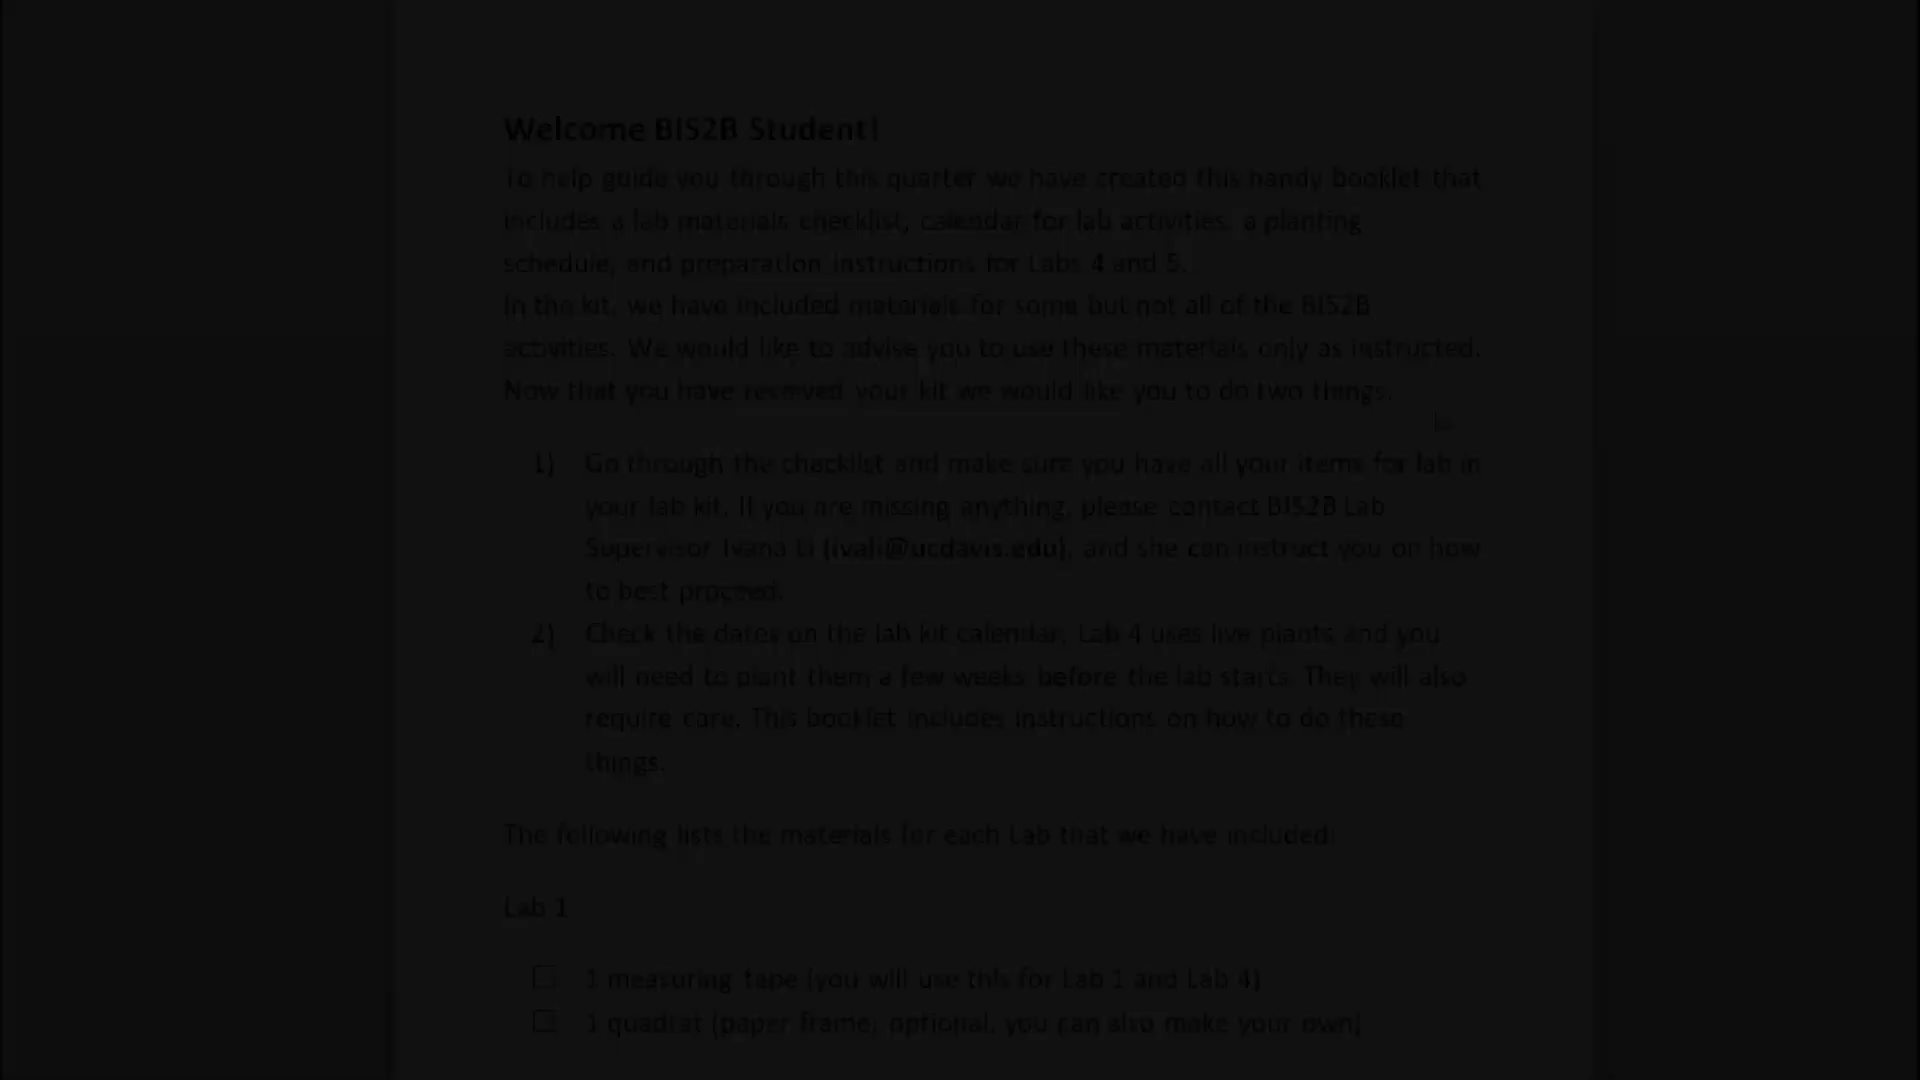 Welcome BIS2B Student!
To help guide you through this quarter we have created this handy booklet that
includes a lab materials checklist, calendar for lab activities, a planting
schedule, and preparation instructions for Labs 4 and 5.
In the kit, we have included materials for some but not all of the BIS2B
activities. We would like to advise you to use these materials only as instructed.
Now that you have received your kit we would like you to do two things.
1) Go through the checklist and make sure you have all your items for lab in
your lab kit. If you are missing anything, please contact BIS2B Lab
Supervisor Ivana Li (ivali@ucdavis.edu), and she can instruct you on how
to best proceed.
2) Check the dates on the lab kit calendar, Lab 4 uses live plants and you
will need to plant them a few weeks before the lab starts. They will also
require care. This booklet includes instructions on how to do these
things.
The following lists the materials for each Lab that we have included:
Lab 1
☐ 1 measuring tape (you will use this for Lab 1 and Lab 4)
☐ 1 quadrat (paper frame; optional, you can also make your own)